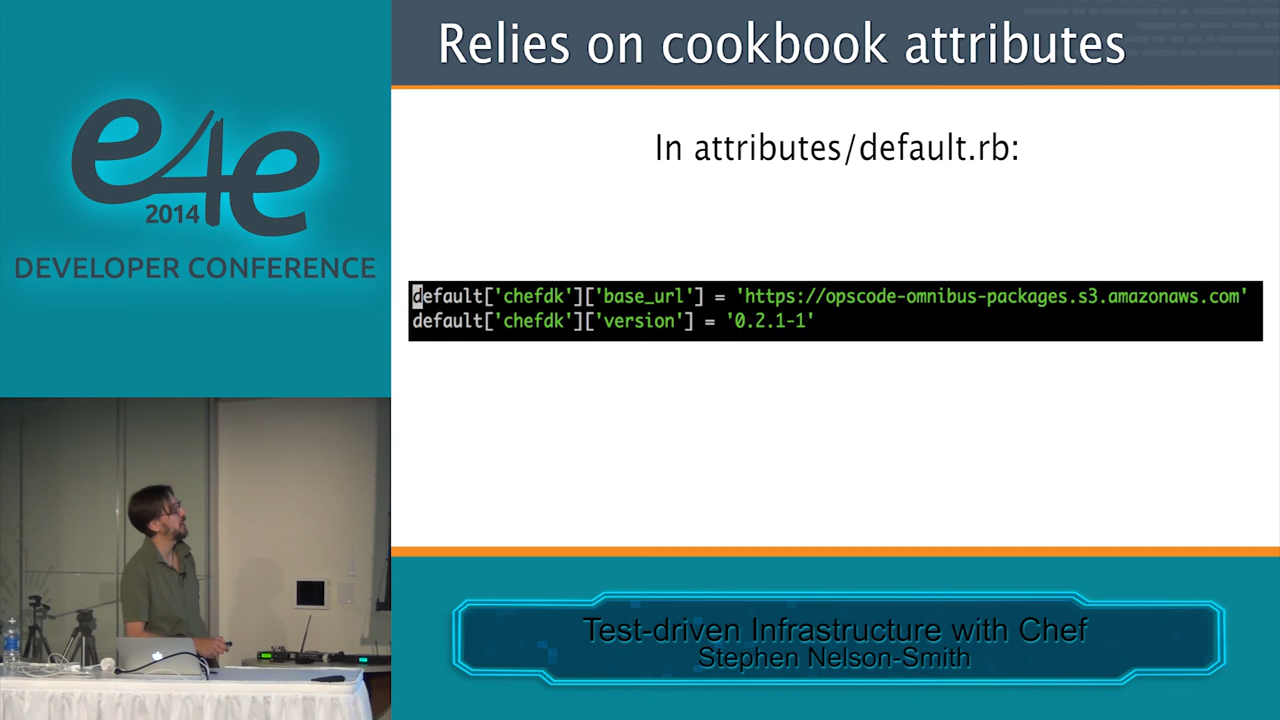 Relies on cookbook attributes
e4e
2014
DEVELOPER CONFERENCE
In attributes/default.rb:
default['chefdk']['base_url'] = 'https://opscode-omnibus-packages.s3.amazonaws.com'
default['chefdk']['version'] = '0.2.1-1'
Test-driven Infrastructure with Chef
Stephen Nelson-Smith